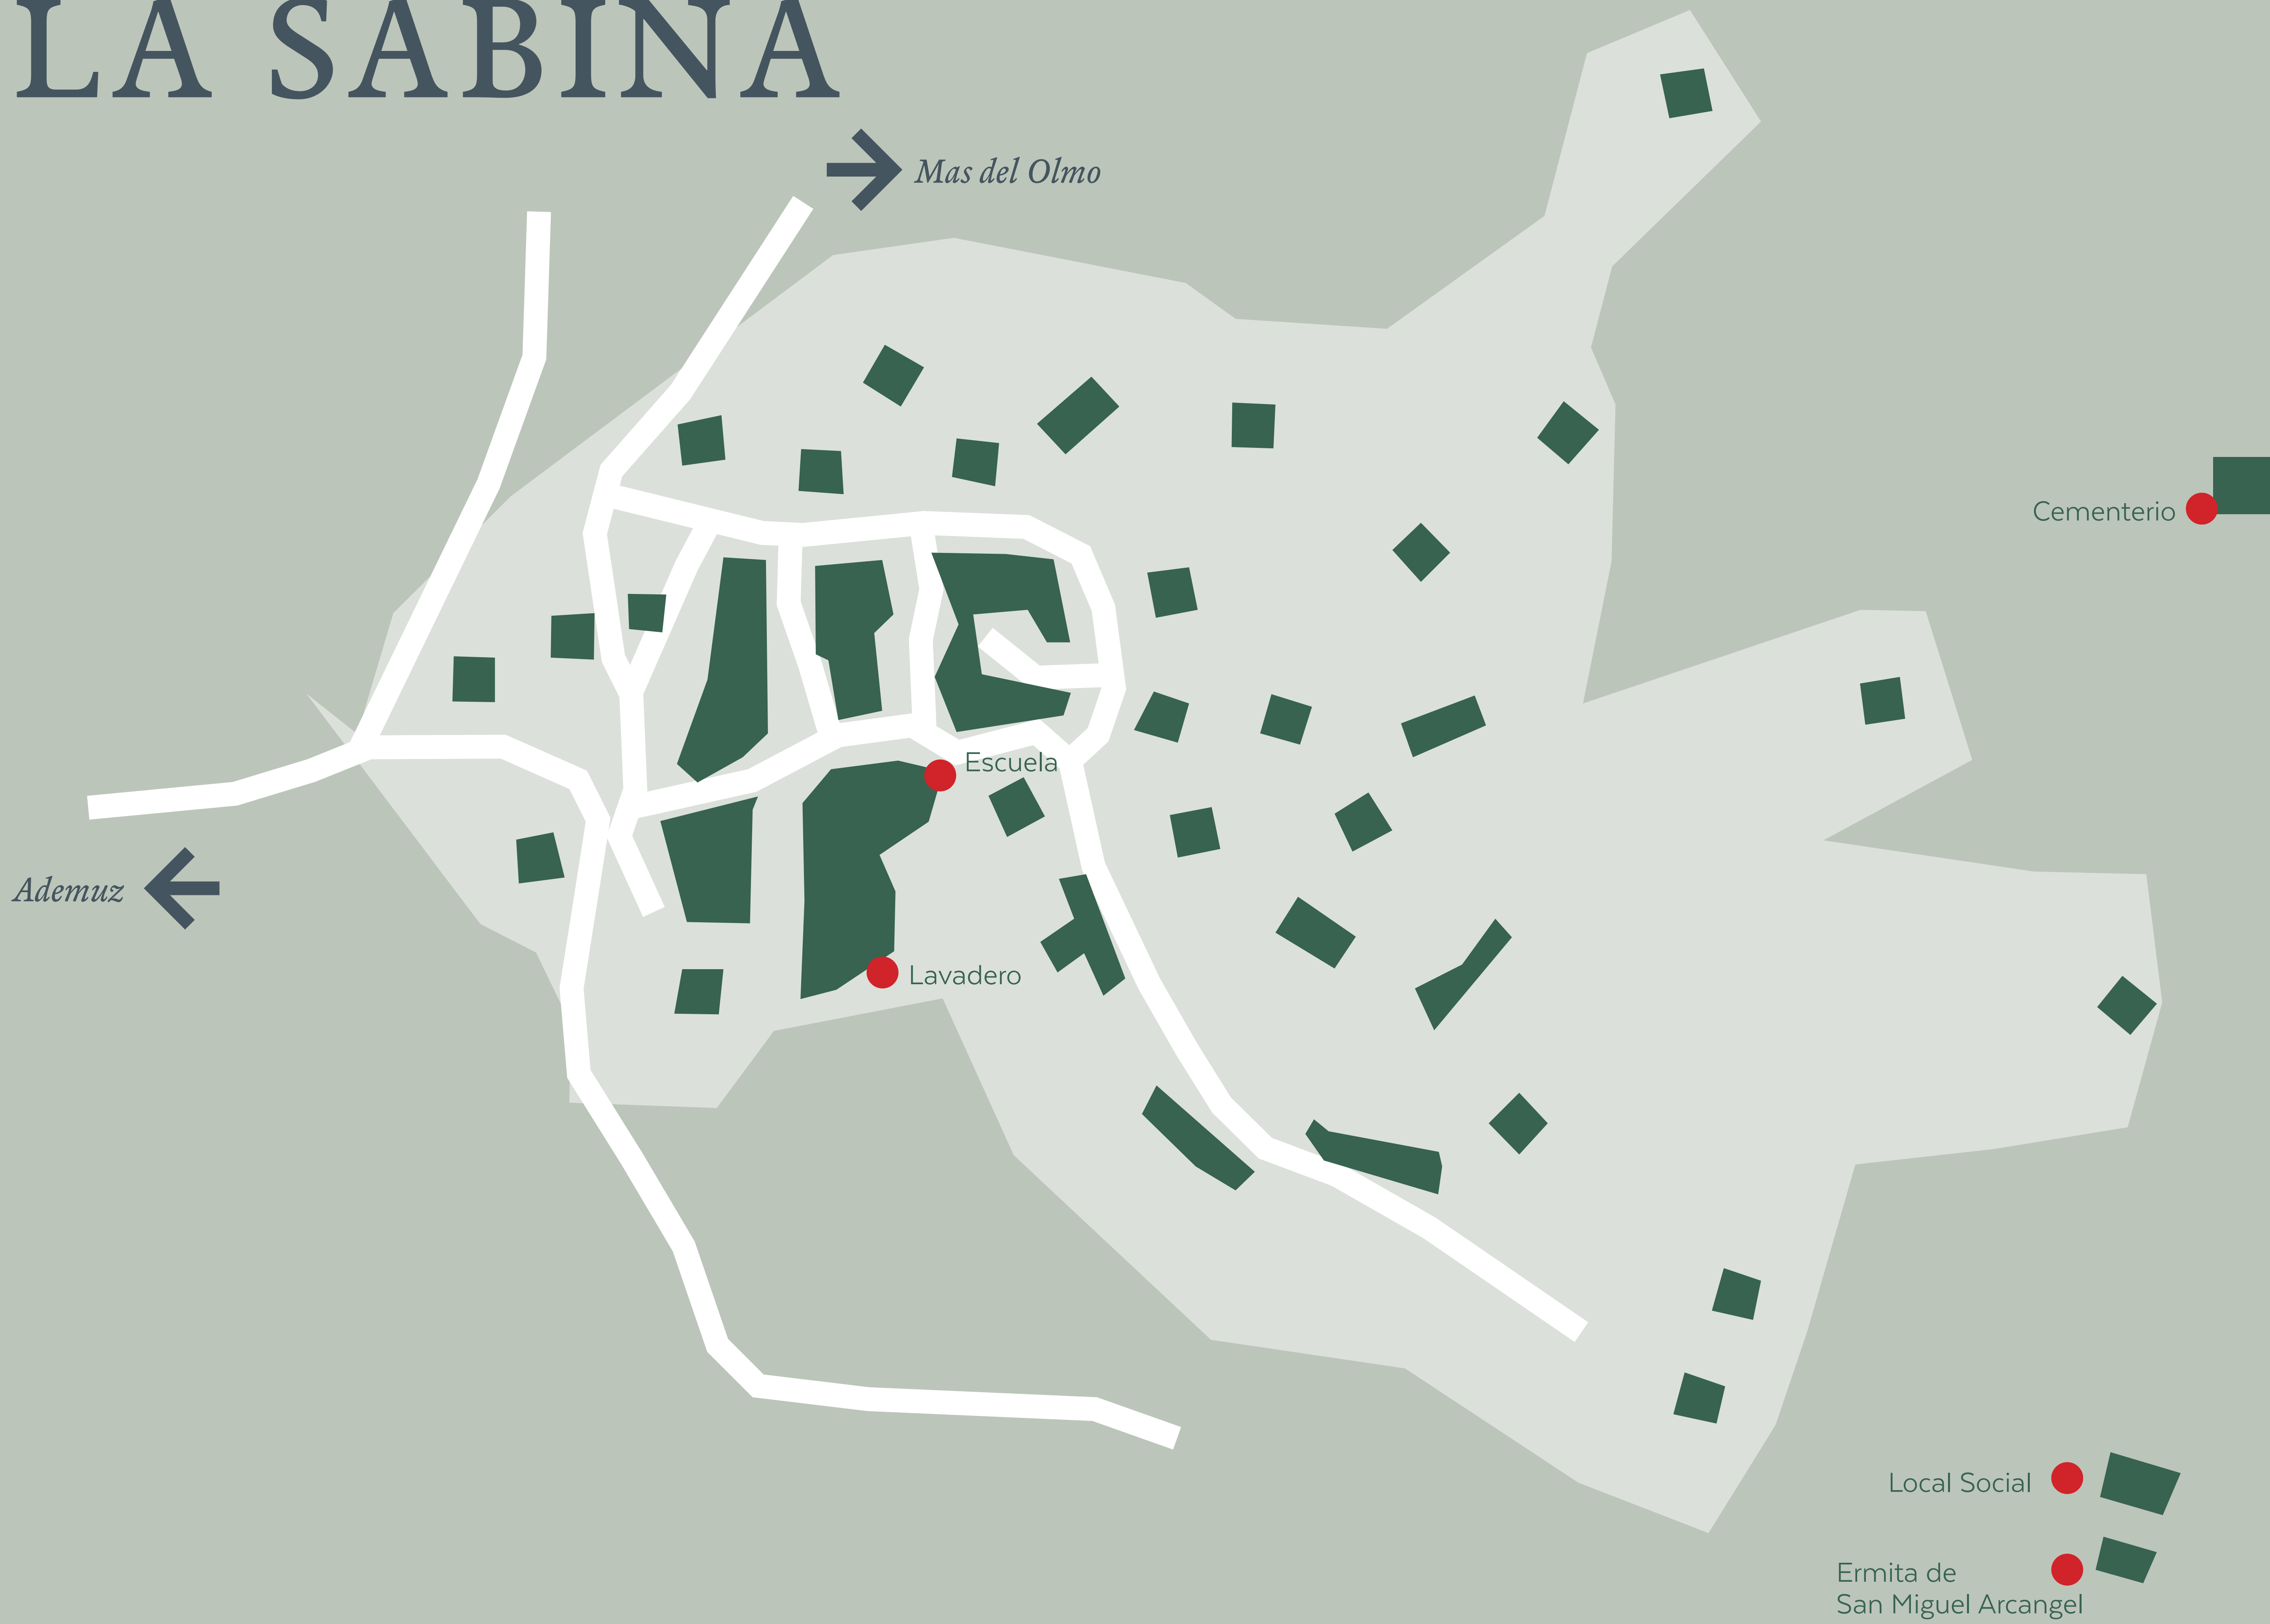 LA SABINA
Mas del Olmo
Cementerio
Escuela
Ademuz
Lavadero
Local Social
Ermita de
San Miguel Arcangel